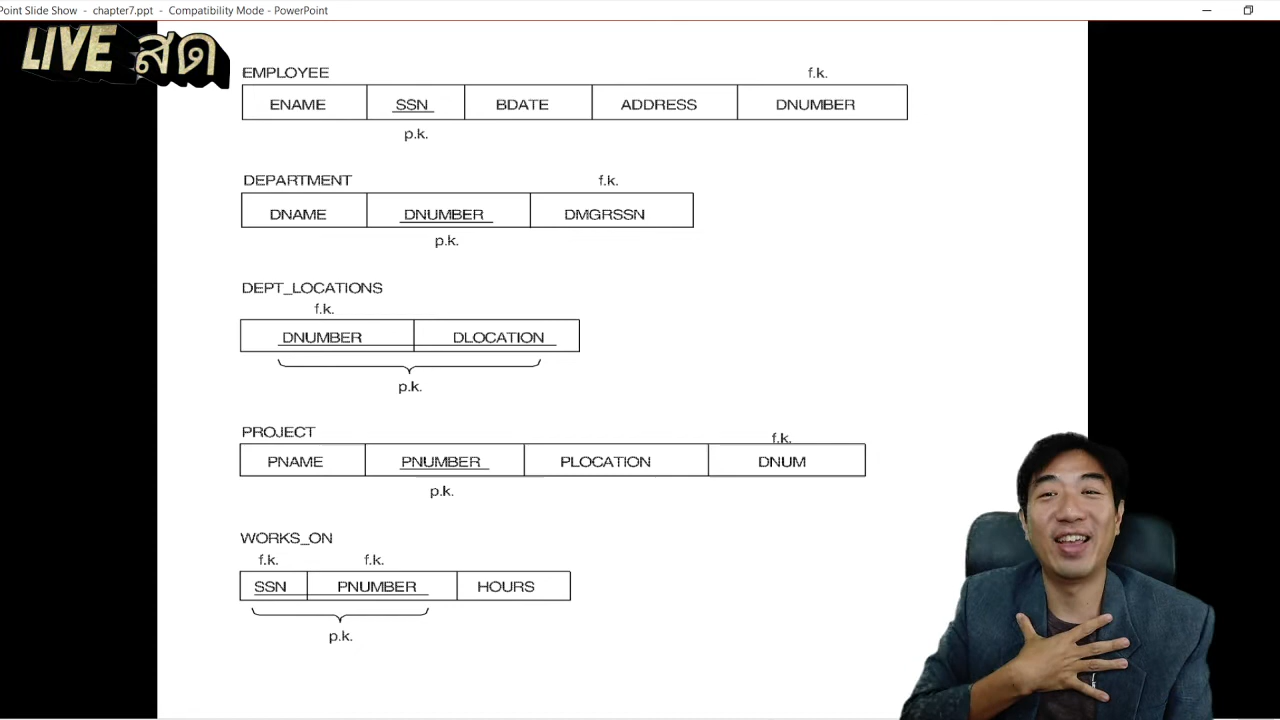 Point Slide Show - chapter7.ppt - Compatibility Mode - PowerPoint
LIVE สด
EMPLOYEE
f.k.
ENAME SSN BDATE ADDRESS DNUMBER
p.k.
DEPARTMENT
f.k.
DNAME DNUMBER DMGRSSN
p.k.
DEPT_LOCATIONS
f.k.
DNUMBER DLOCATION
p.k.
PROJECT
f.k.
PNAME PNUMBER PLOCATION DNUM
p.k.
WORKS_ON
f.k. f.k.
SSN PNUMBER HOURS
p.k.